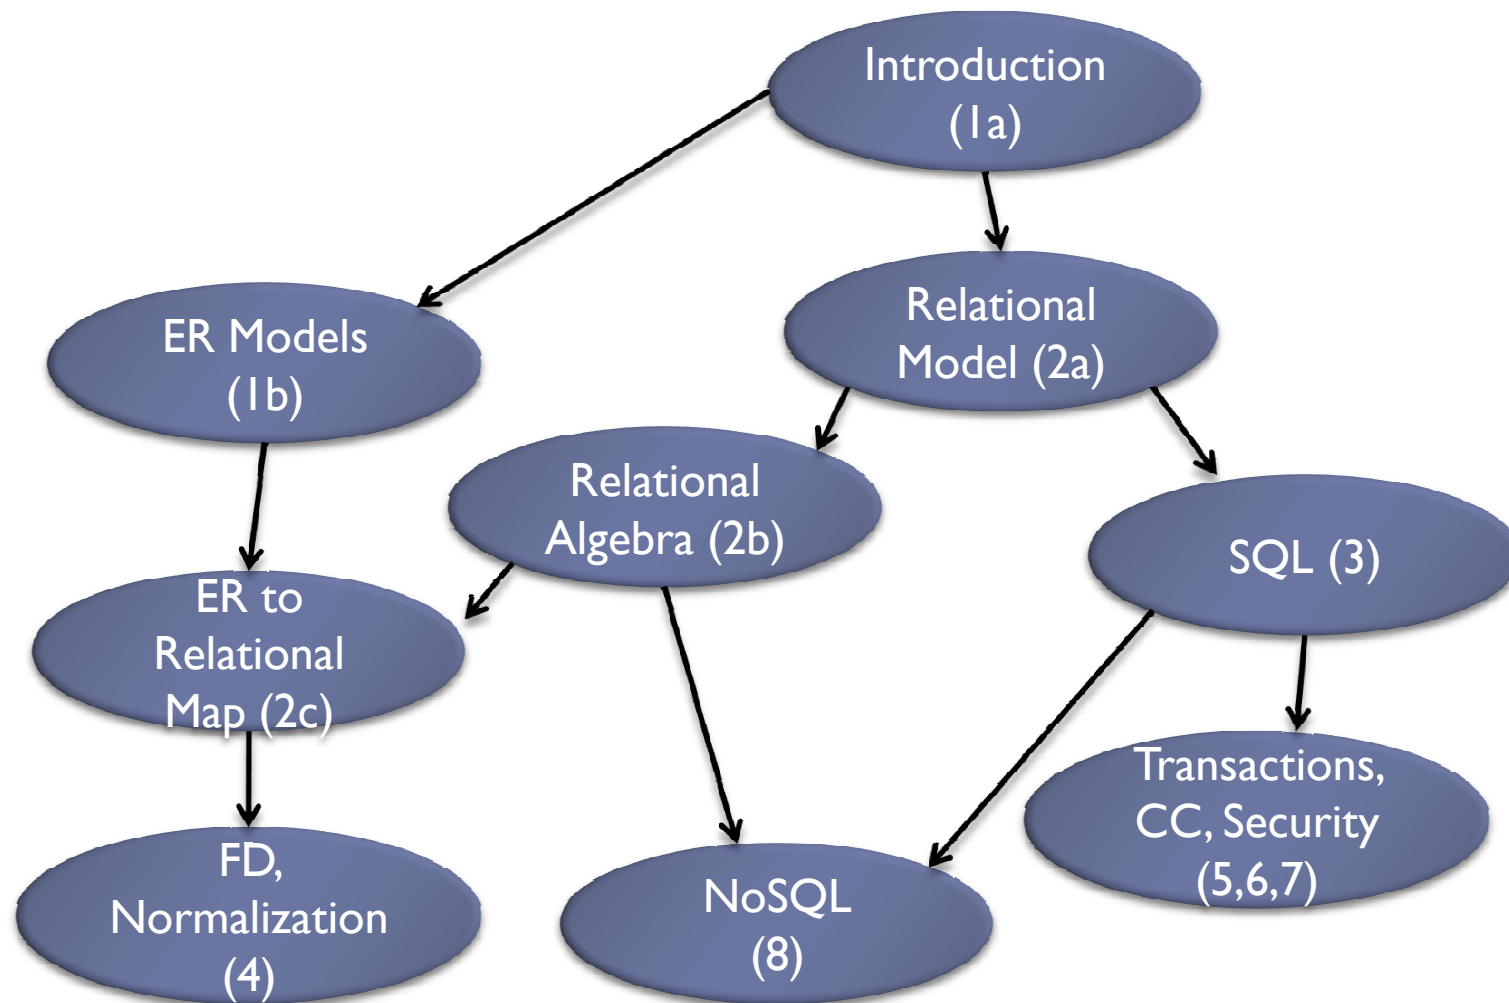 Introduction
(1a)
ER Models
(1b)
Relational
Model (2a)
Relational
Algebra (2b)
SQL (3)
ER to
Relational
Map (2c)
Transactions,
CC, Security
(5,6,7)
FD,
Normalization
(4)
NoSQL
(8)